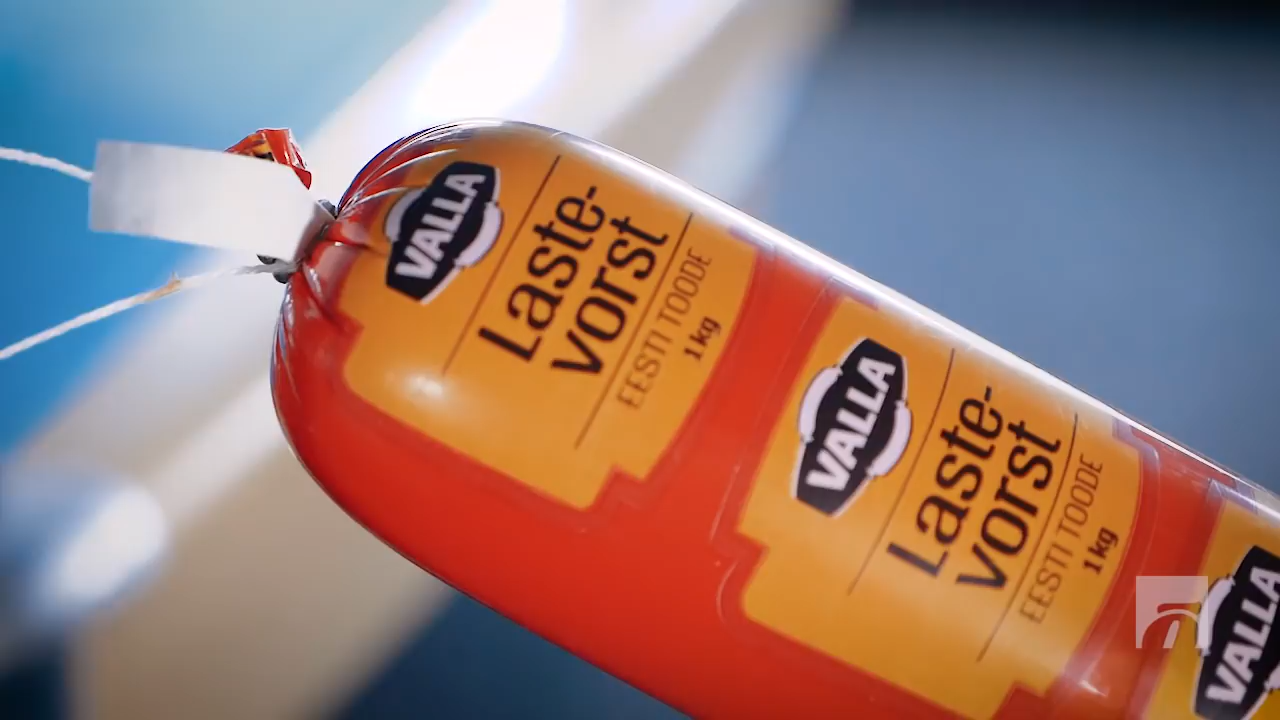 VALLA
Laste-
vorst
EESTI TOODE
1 kg
VALLA
Laste-
vorst
EESTI TOODE
1 kg
VALLA